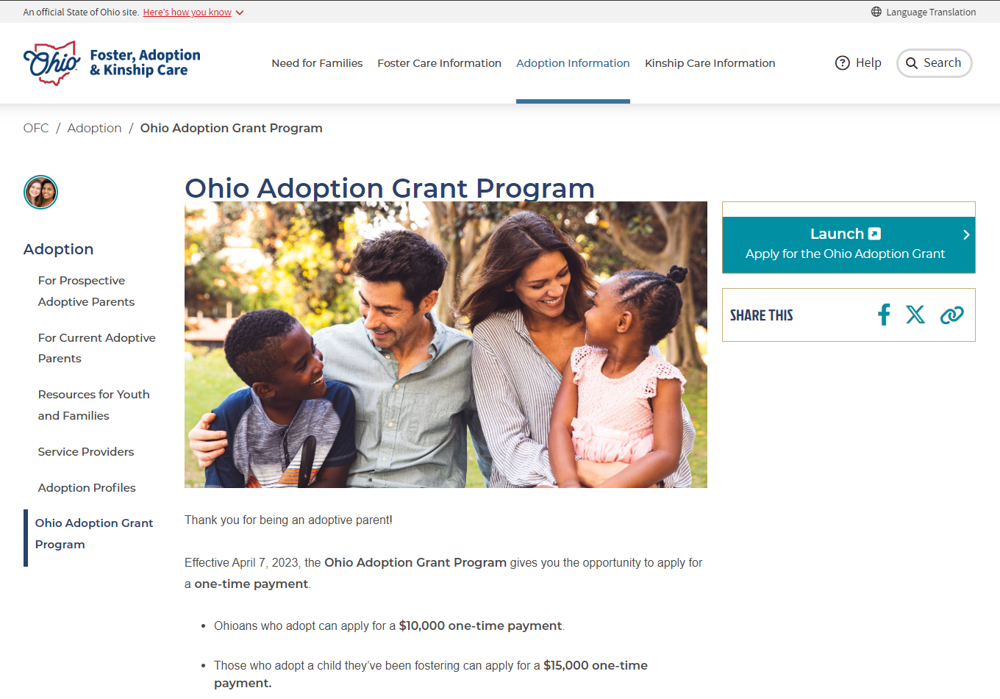 An official State of Ohio site. Here's how you know
Language Translation
Ohio
Foster, Adoption
& Kinship Care
Need for Families
Foster Care Information
Adoption Information
Kinship Care Information
Help
Search
OFC / Adoption / Ohio Adoption Grant Program
Adoption
For Prospective
Adoptive Parents
For Current Adoptive
Parents
Resources for Youth
and Families
Service Providers
Adoption Profiles
Ohio Adoption Grant
Program
Ohio Adoption Grant Program
Thank you for being an adoptive parent!
Effective April 7, 2023, the Ohio Adoption Grant Program gives you the opportunity to apply for
a one-time payment.
• Ohioans who adopt can apply for a $10,000 one-time payment.
• Those who adopt a child they’ve been fostering can apply for a $15,000 one-time
payment.
Launch
Apply for the Ohio Adoption Grant
SHARE THIS